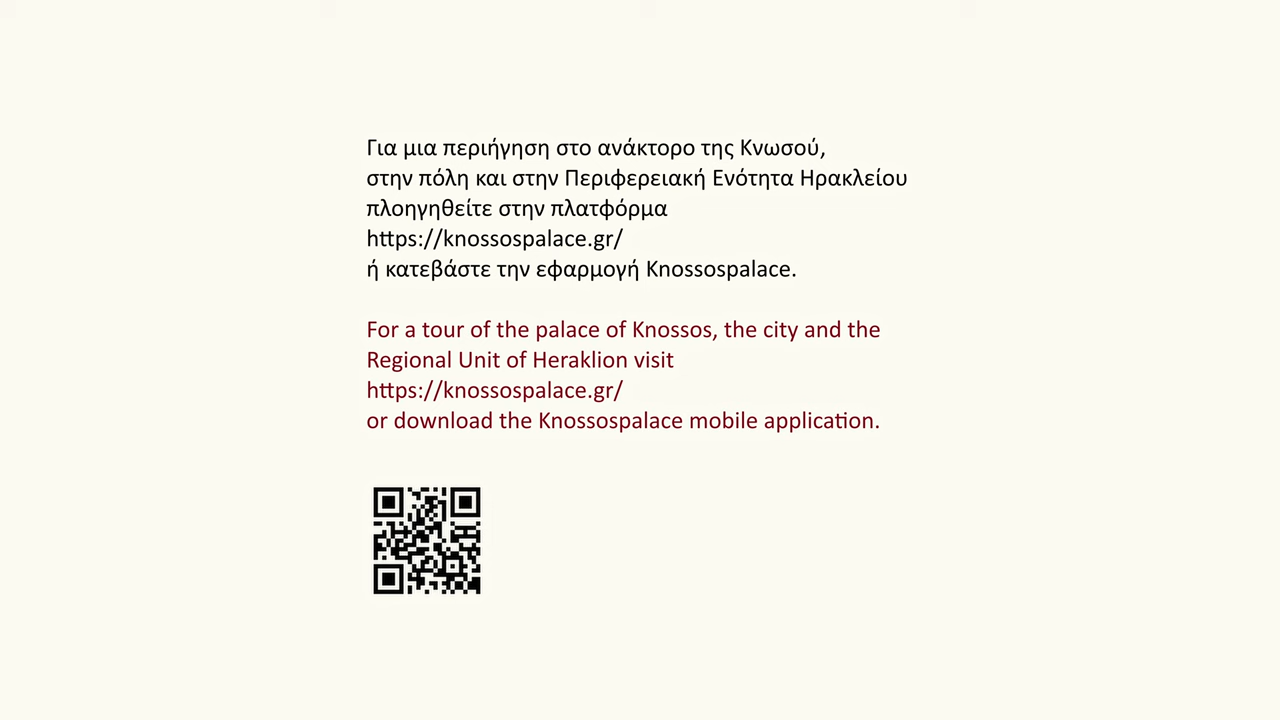 Για μια περιήγηση στο ανάκτορο της Κνωσού,
στην πόλη και στην Περιφερειακή Ενότητα Ηρακλείου
πλοηγηθείτε στην πλατφόρμα
https://knossospalace.gr/
ή κατεβάστε την εφαρμογή Knossospalace.
For a tour of the palace of Knossos, the city and the
Regional Unit of Heraklion visit
https://knossospalace.gr/
or download the Knossospalace mobile application.